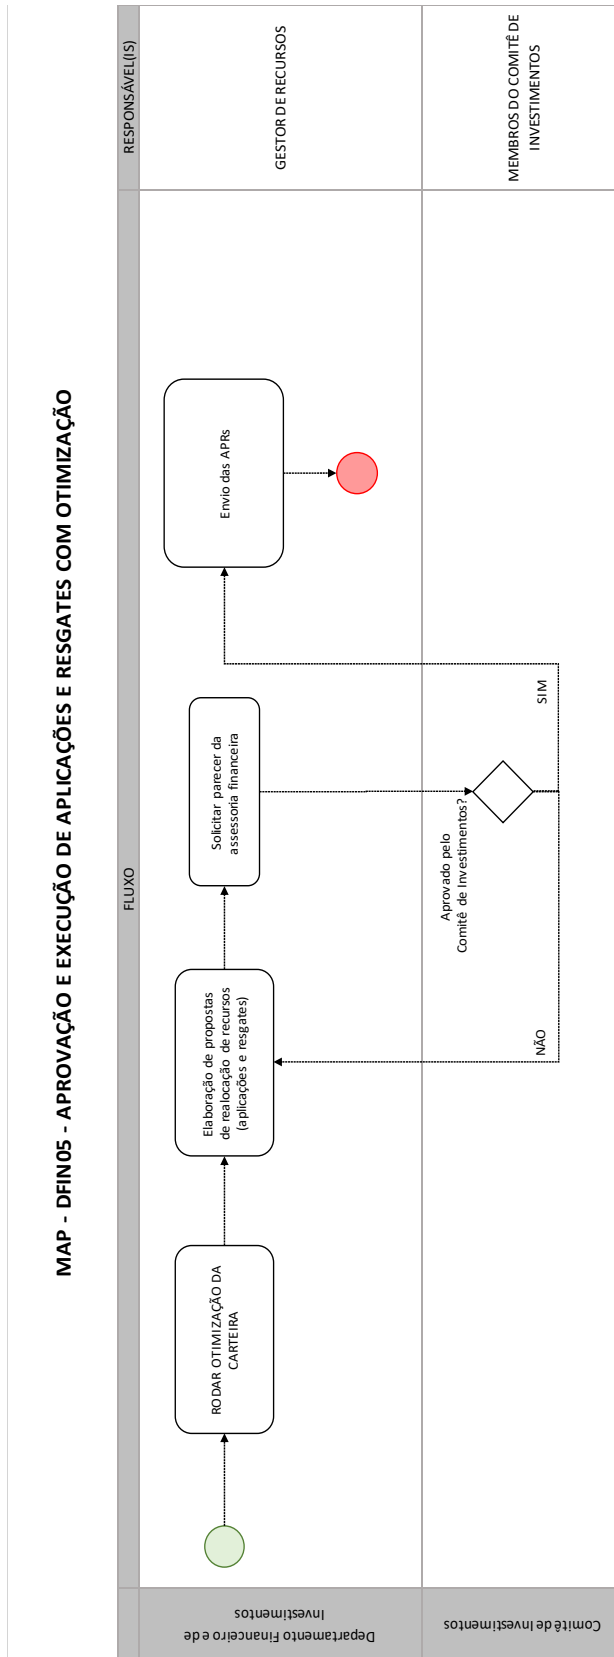 MAP - DFIN05 - APROVAÇÃO E EXECUÇÃO DE APLICAÇÕES E RESGATES COM OTIMIZAÇÃO
FLUXO
RESPONSÁVEL(IS)
Departamento Financeiro e de
Investimentos
RODAR OTIMIZAÇÃO DA
CARTEIRA
Elaboração de propostas
de realocação de recursos
(aplicações e resgates)
Solicitar parecer da
assessoria financeira
Envio das APRs
GESTOR DE RECURSOS
Comitê de Investimentos
Aprovado pelo
Comitê de Investimentos?
NÃO
SIM
MEMBROS DO COMITÊ DE
INVESTIMENTOS